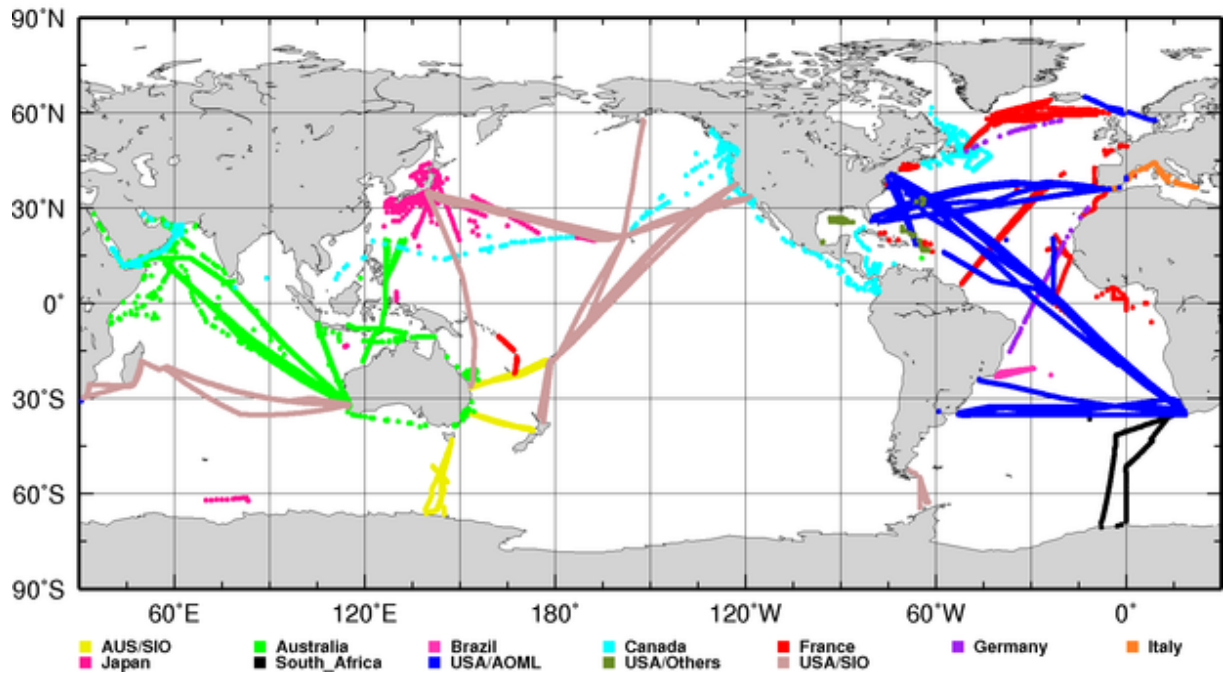 90°N
60°N
30°N
0°
30°S
60°S
90°S
60°E 120°E 180° 120°W 60°W 0°
AUS/SIO Australia Brazil Canada France Germany Italy
Japan South_Africa USA/AOML USA/Others USA/SIO